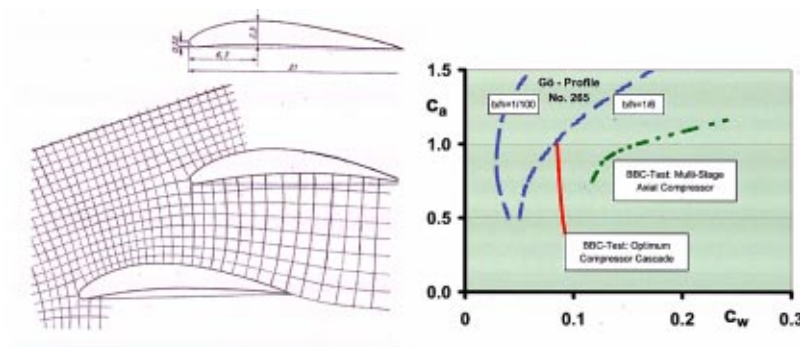 1.5
1.0
0.5
0.0
Ca
Gö - Profile
No. 265
b/h=1/100
b/h=1/6
BBC-Test: Multi-Stage
Axial Compressor
BBC-Test: Optimum
Compressor Cascade
0
0.1
0.2
0.3
Cw